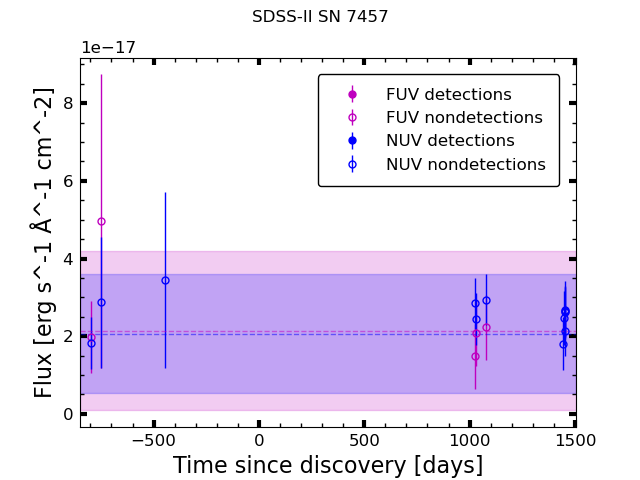 SDSS-II SN 7457
1e−17
8
6
4
2
0
Flux [erg s^-1 Å^-1 cm^-2]
FUV detections
FUV nondetections
NUV detections
NUV nondetections
−500 0 500 1000 1500
Time since discovery [days]